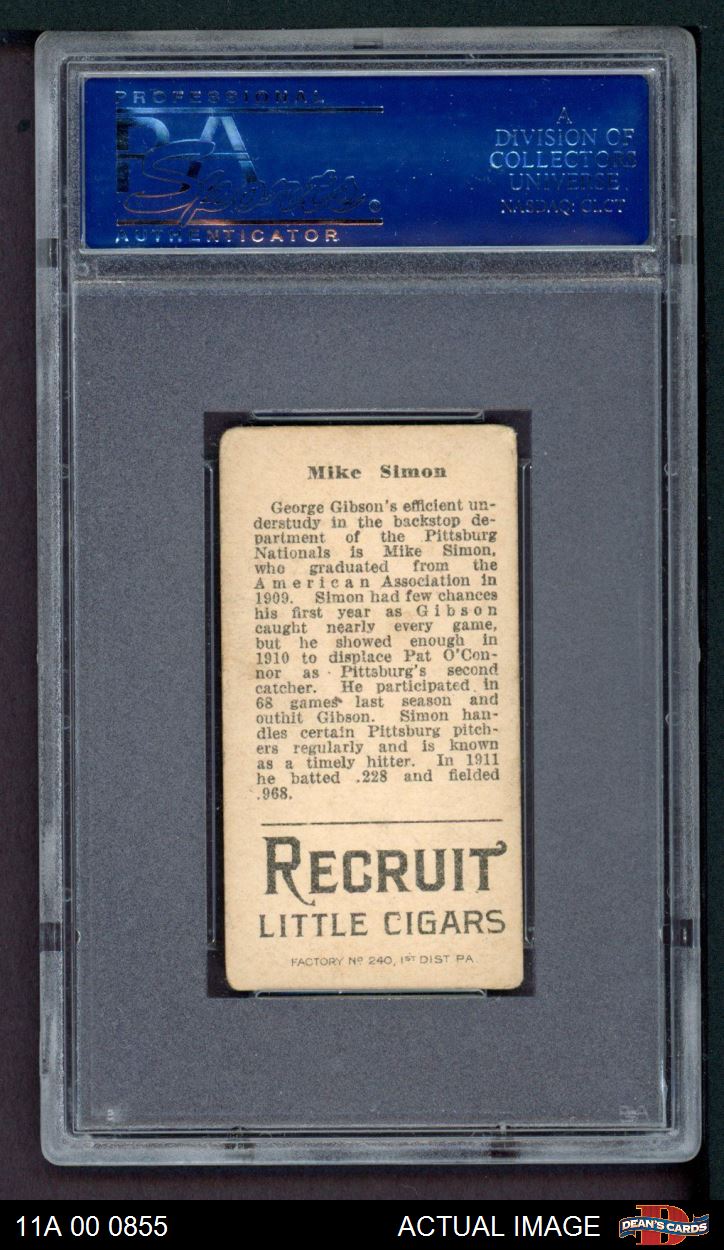 PROFESSIONAL
PSA
Sports
AUTHENTICATOR
A
DIVISION OF
COLLECTORS
UNIVERSE
NASDAQ: CLCT
Mike Simon
George Gibson's efficient un-
derstudy in the backstop de-
partment of the Pittsburg
Nationals is Mike Simon,
who graduated from the
American Association in
1909. Simon had few chances
his first year as Gibson
caught nearly every game,
but he showed enough in
1910 to displace Pat O'Con-
nor as Pittsburg's second
catcher. He participated in
68 games last season and
outhit Gibson. Simon han-
dles certain Pittsburg pitch-
ers regularly and is known
as a timely hitter. In 1911
he batted .228 and fielded
.968.
RECRUIT
LITTLE CIGARS
FACTORY Nº 240, 1ST DIST PA.
11A 00 0855
ACTUAL IMAGE
DEAN'S CARDS